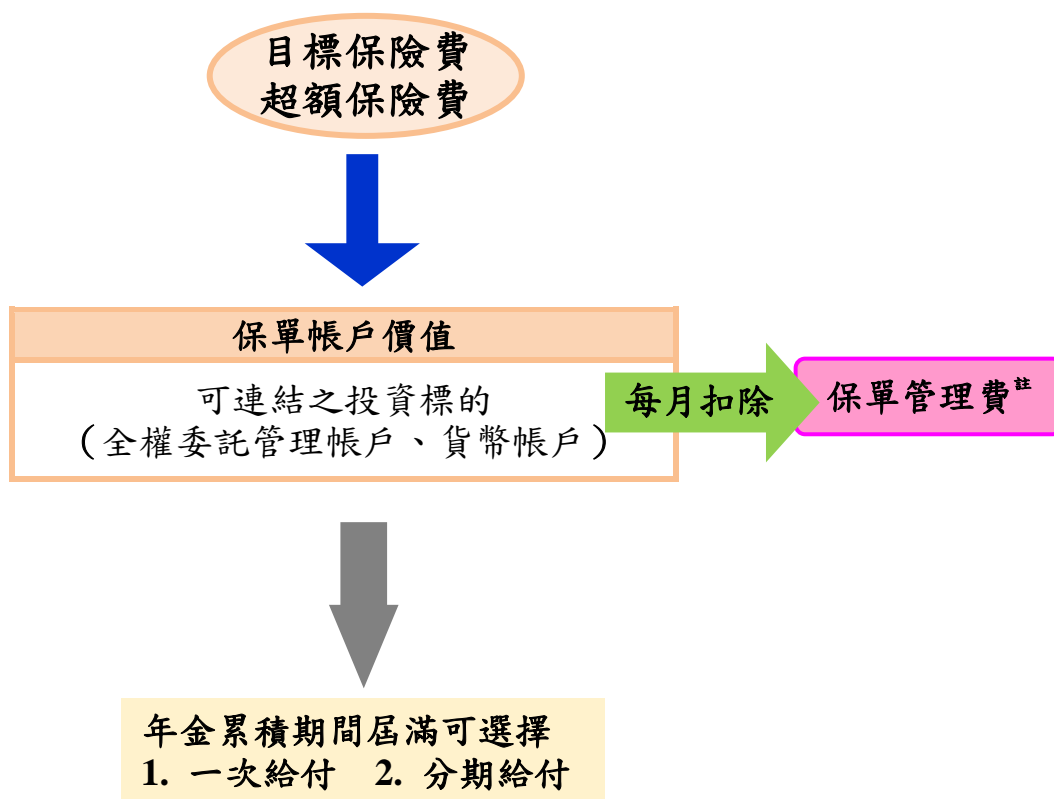 目標保險費
超額保險費
保單帳戶價值
可連結之投資標的
（全權委託管理帳戶、貨幣帳戶）
每月扣除
保單管理費註
年金累積期間屆滿可選擇
1. 一次給付 2. 分期給付